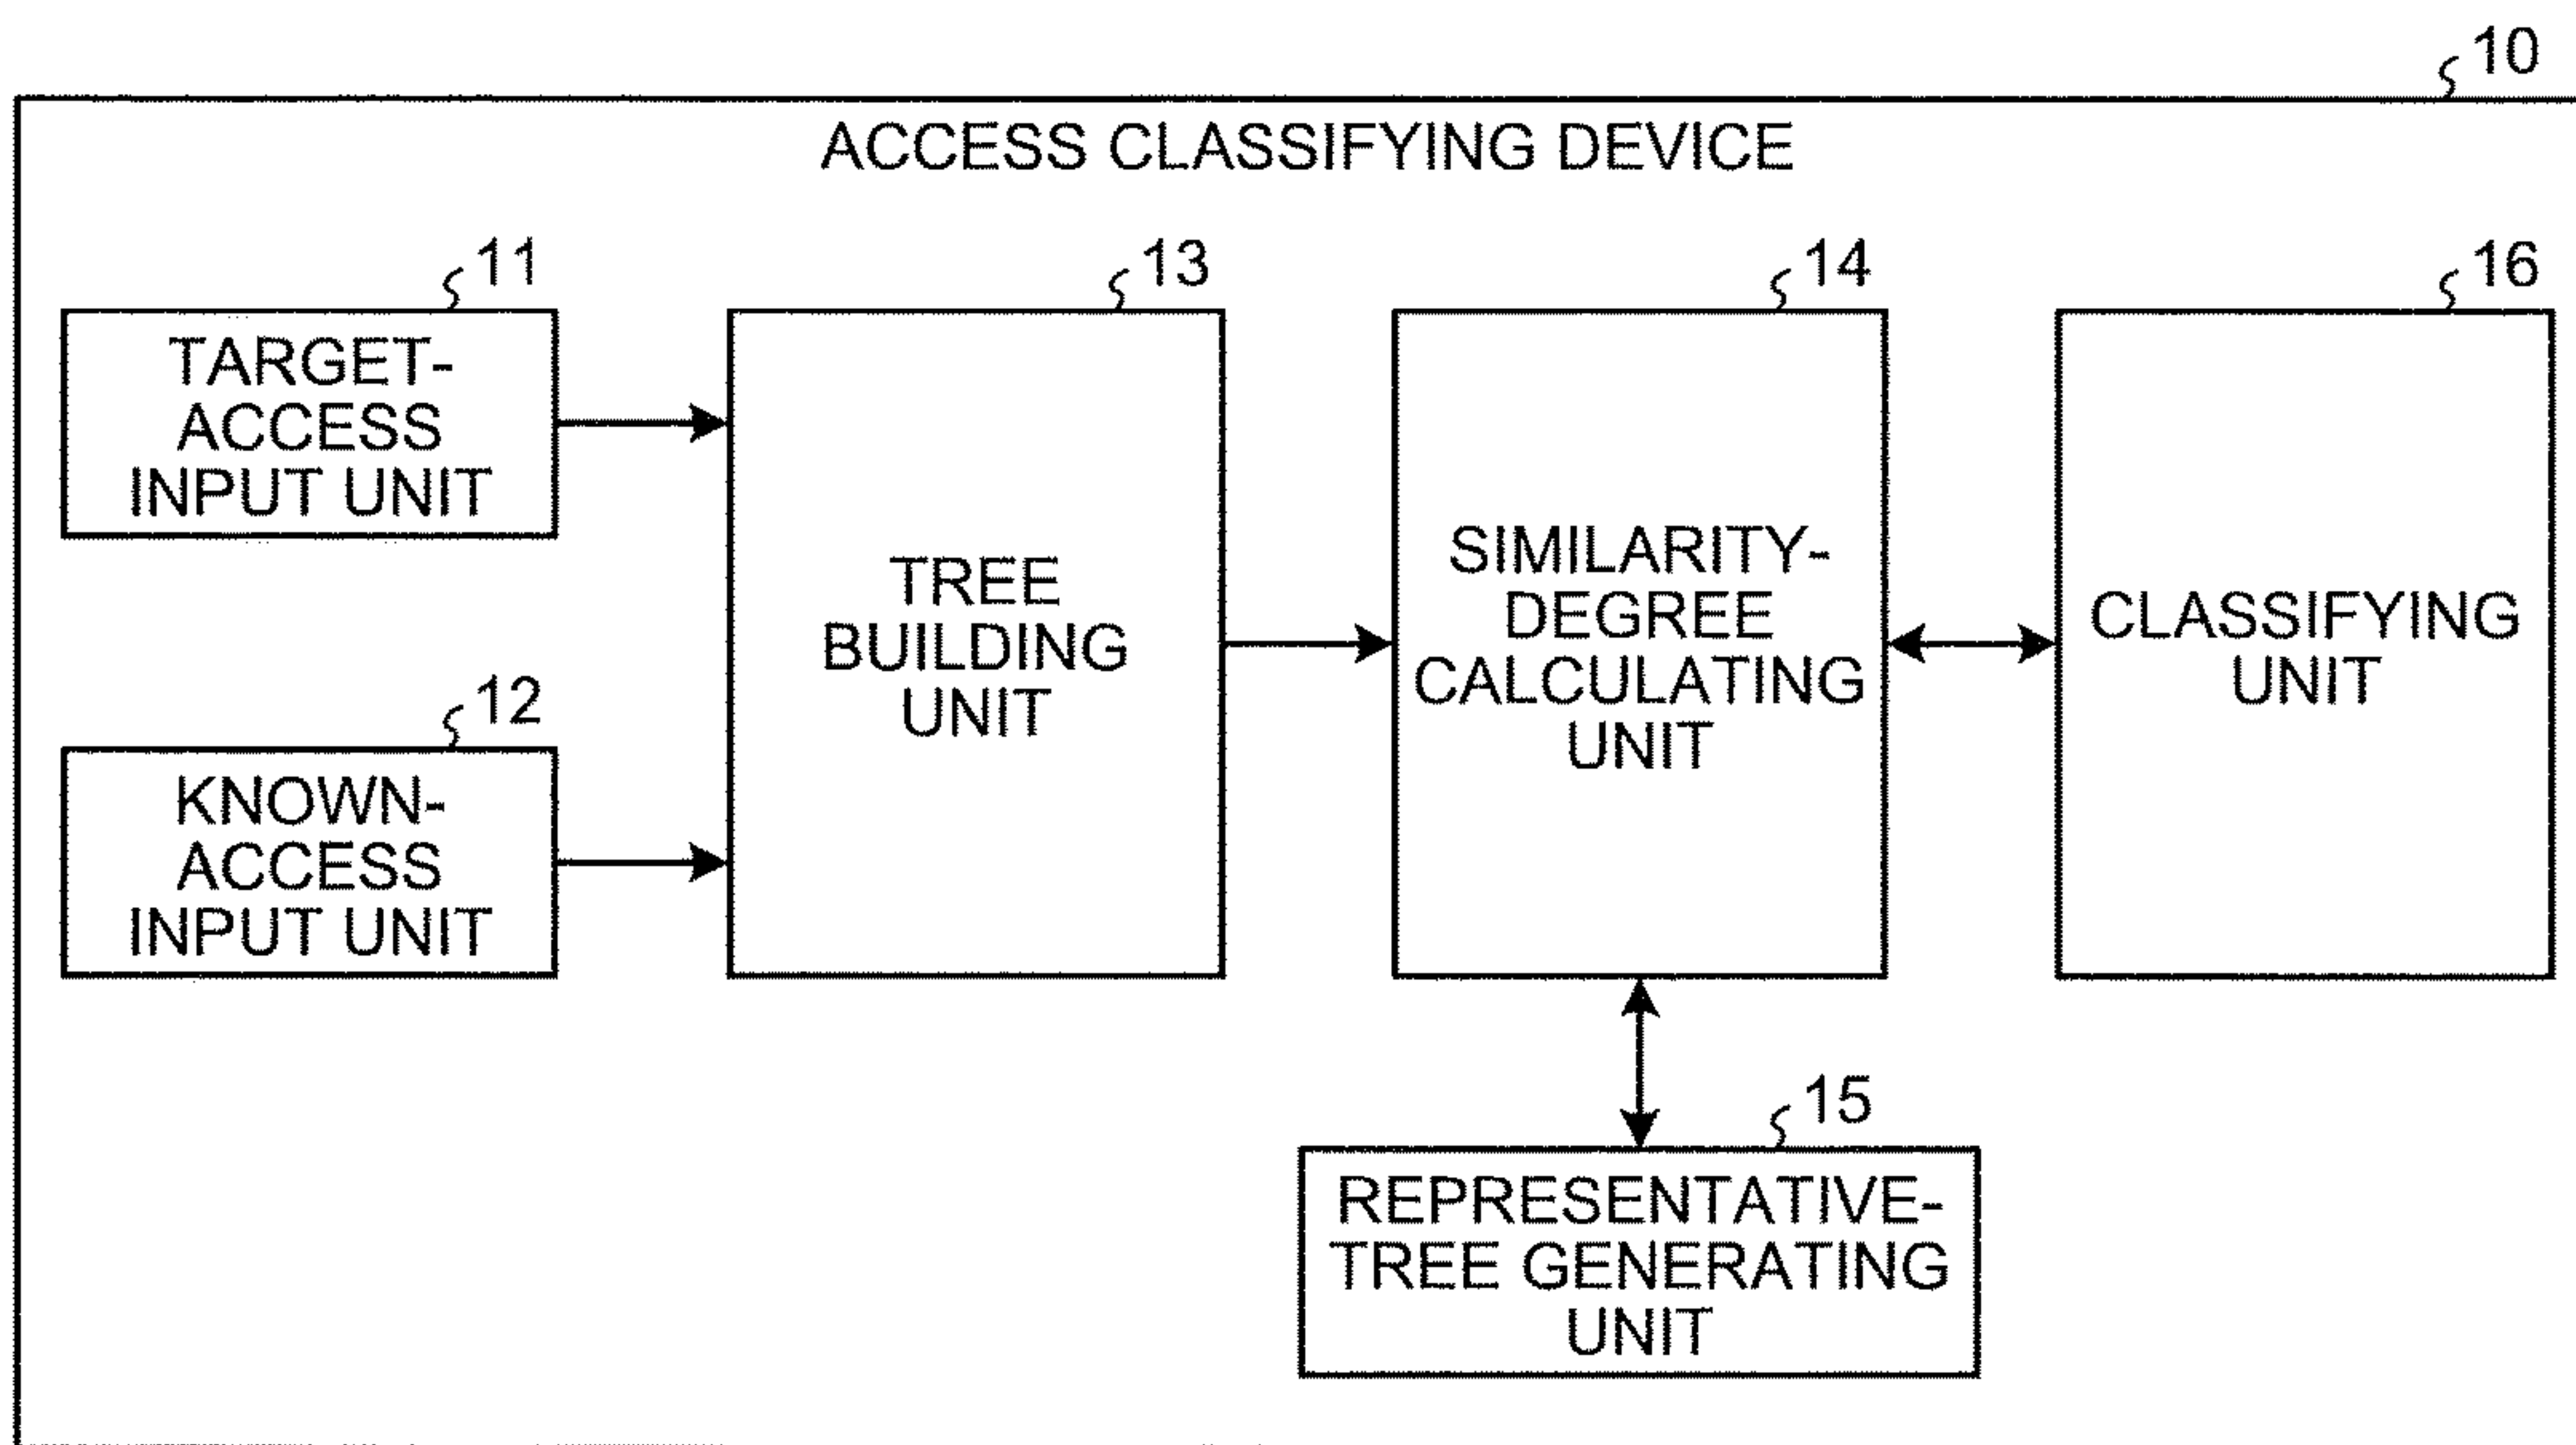 10
ACCESS CLASSIFYING DEVICE
11
TARGET-
ACCESS
INPUT UNIT
12
KNOWN-
ACCESS
INPUT UNIT
13
TREE
BUILDING
UNIT
14
SIMILARITY-
DEGREE
CALCULATING
UNIT
16
CLASSIFYING
UNIT
15
REPRESENTATIVE-
TREE GENERATING
UNIT